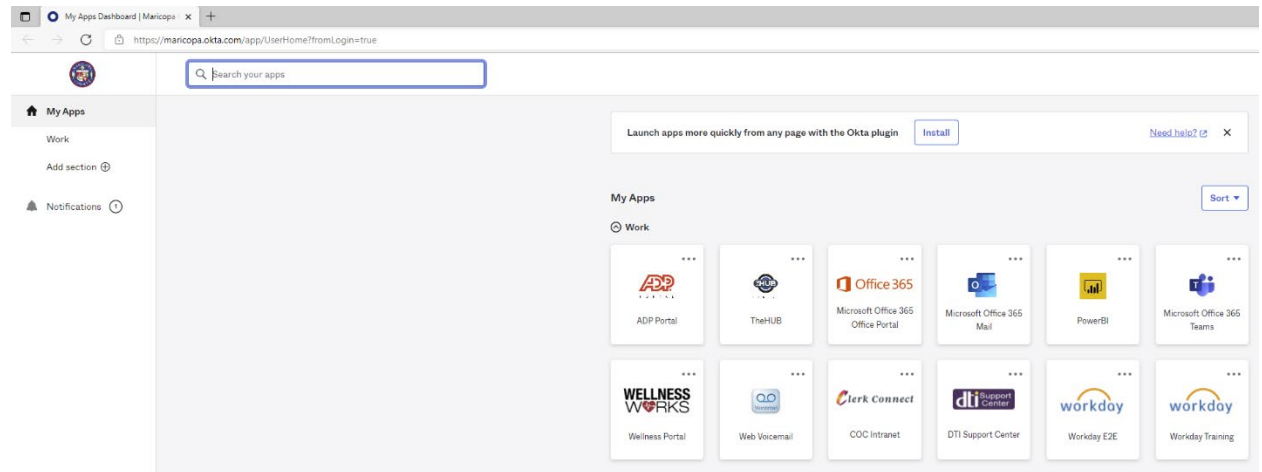 My Apps Dashboard | Maricopa
https://maricopa.okta.com/app/UserHome?fromLogin=true
Search your apps
My Apps
Work
Add section
Notifications 1
Launch apps more quickly from any page with the Okta plugin Install Need help?
My Apps Sort
Work
ADP
ADP Portal
HUB
TheHUB
Office 365
Microsoft Office 365
Office Portal
Microsoft Office 365
Mail
PowerBI
Microsoft Office 365
Teams
WELLNESS
WORKS
Wellness Portal
Voicemail
Web Voicemail
Clerk Connect
COC Intranet
dti Support
Center
DTI Support Center
workday
Workday E2E
workday
Workday Training